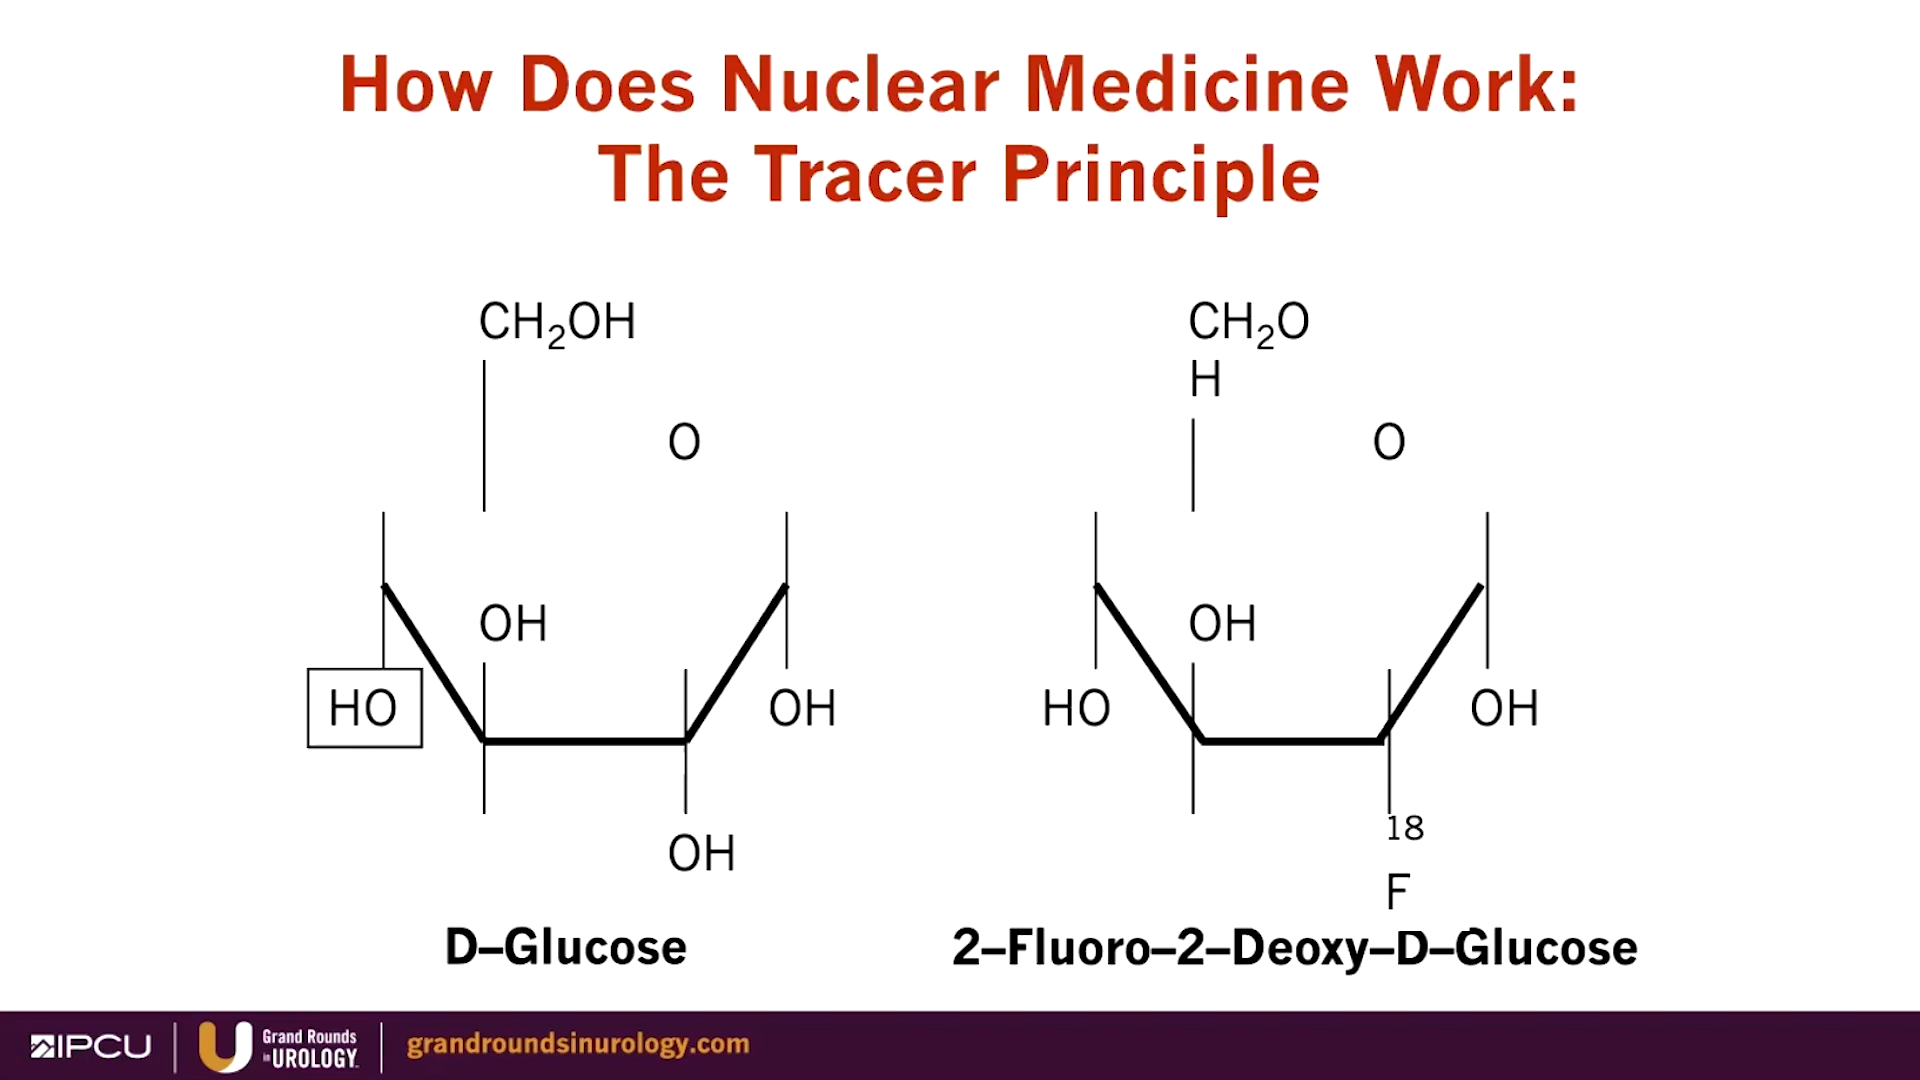 How Does Nuclear Medicine Work:
The Tracer Principle
CH₂OH
O
OH
HO
OH
OH
D–Glucose
CH₂O
H
O
OH
HO
OH
18
F
2–Fluoro–2–Deoxy–D–Glucose
IPCU
Grand Rounds
in UROLOGY
grandroundsinurology.com